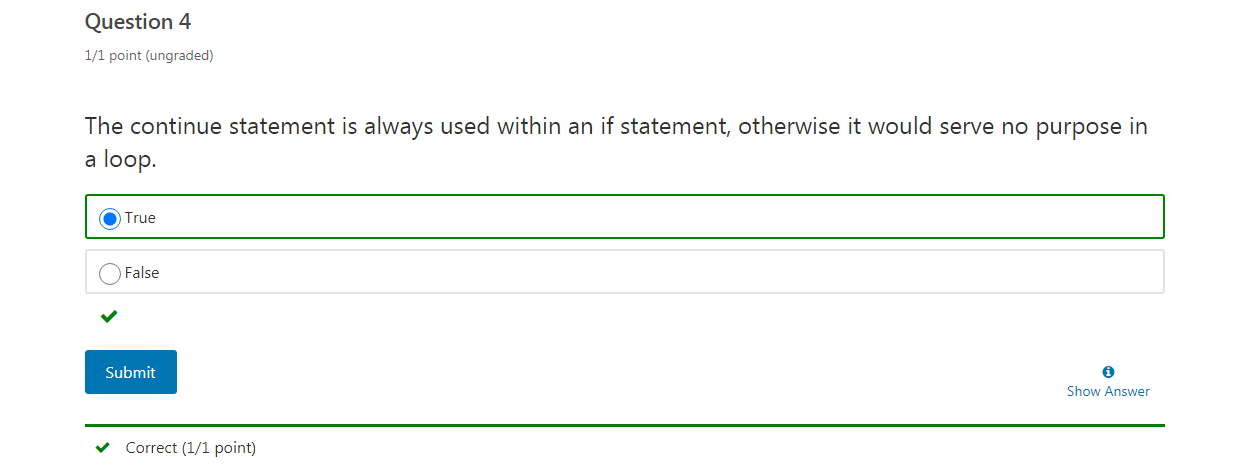 Question 4
1/1 point (ungraded)
The continue statement is always used within an if statement, otherwise it would serve no purpose in
a loop.
True
False
Submit
Show Answer
Correct (1/1 point)